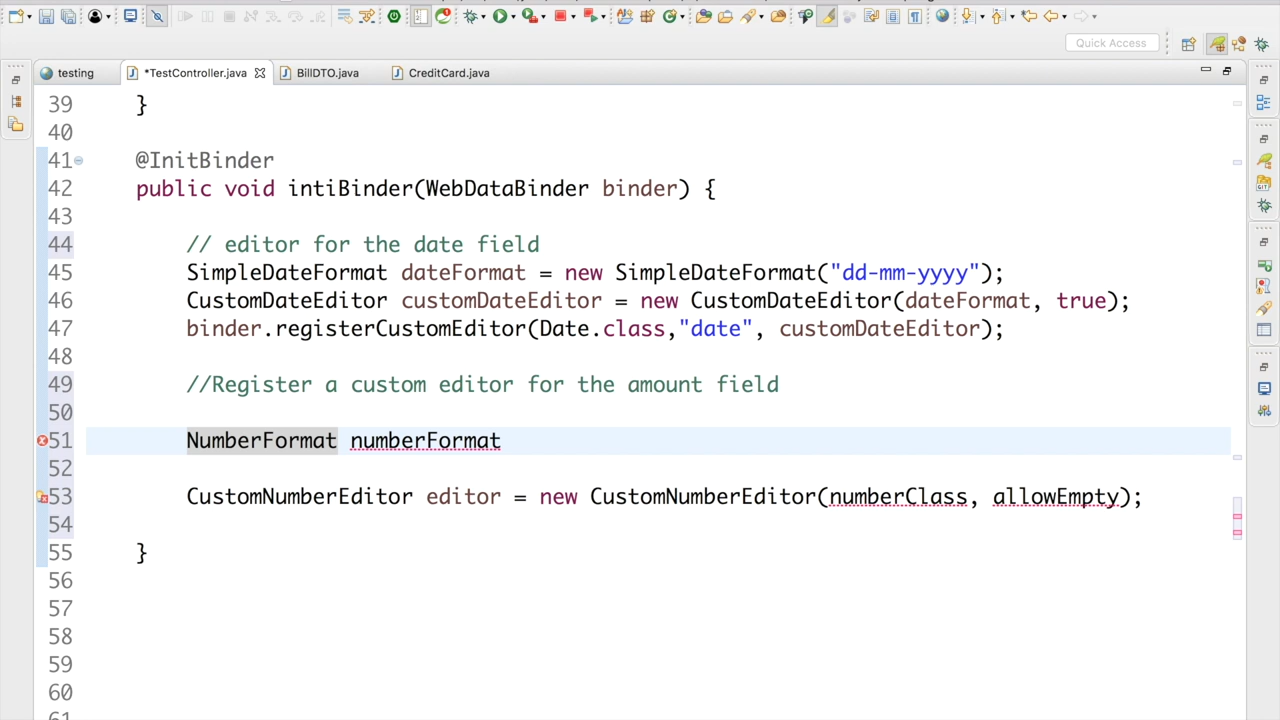 Quick Access
testing
*TestController.java
BillDTO.java
CreditCard.java
39 }
40
41 @InitBinder
42 public void intiBinder(WebDataBinder binder) {
43
44 // editor for the date field
45 SimpleDateFormat dateFormat = new SimpleDateFormat("dd-mm-yyyy");
46 CustomDateEditor customDateEditor = new CustomDateEditor(dateFormat, true);
47 binder.registerCustomEditor(Date.class,"date", customDateEditor);
48
49 //Register a custom editor for the amount field
50
51 NumberFormat numberFormat
52
53 CustomNumberEditor editor = new CustomNumberEditor(numberClass, allowEmpty);
54
55 }
56
57
58
59
60
61